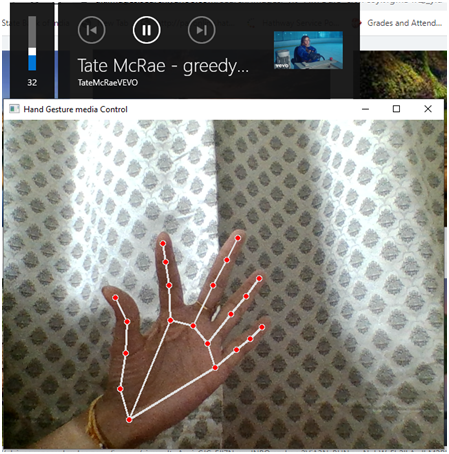 Grades and Attend...
Tate McRae - greedy...
TateMcRaeVEVO
vevo
32
Hand Gesture media Control